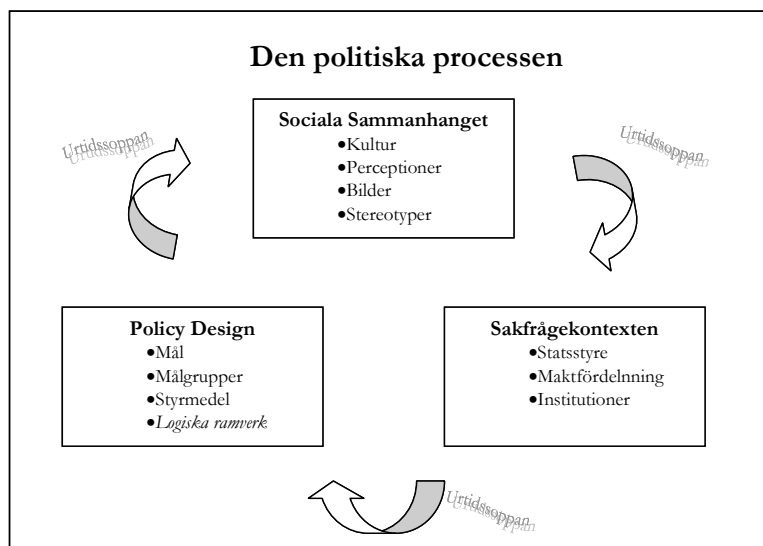 Den politiska processen
Urtidssoppan
Urtidssoppan
Sociala Sammanhanget
•Kultur
•Perceptioner
•Bilder
•Stereotyper
Policy Design
•Mål
•Målgrupper
•Styrmedel
•Logiska ramverk
Sakfrågekontexten
•Statsstyre
•Maktfördelnning
•Institutioner
Urtidssoppan